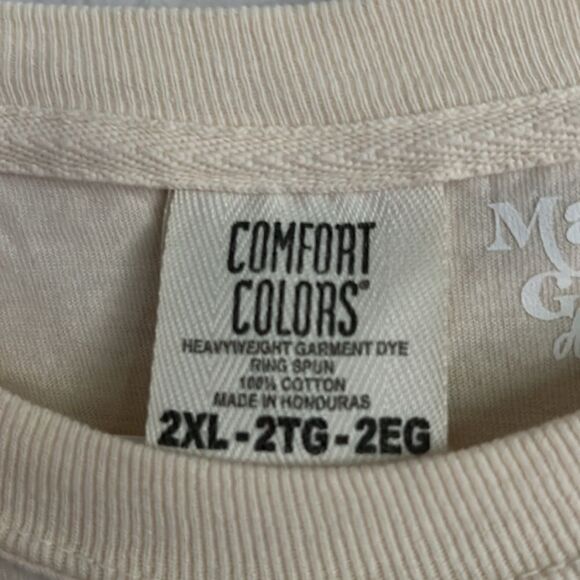 COMFORT
COLORS®
HEAVYWEIGHT GARMENT DYE
RING SPUN
100% COTTON
MADE IN HONDURAS
2XL-2TG-2EG